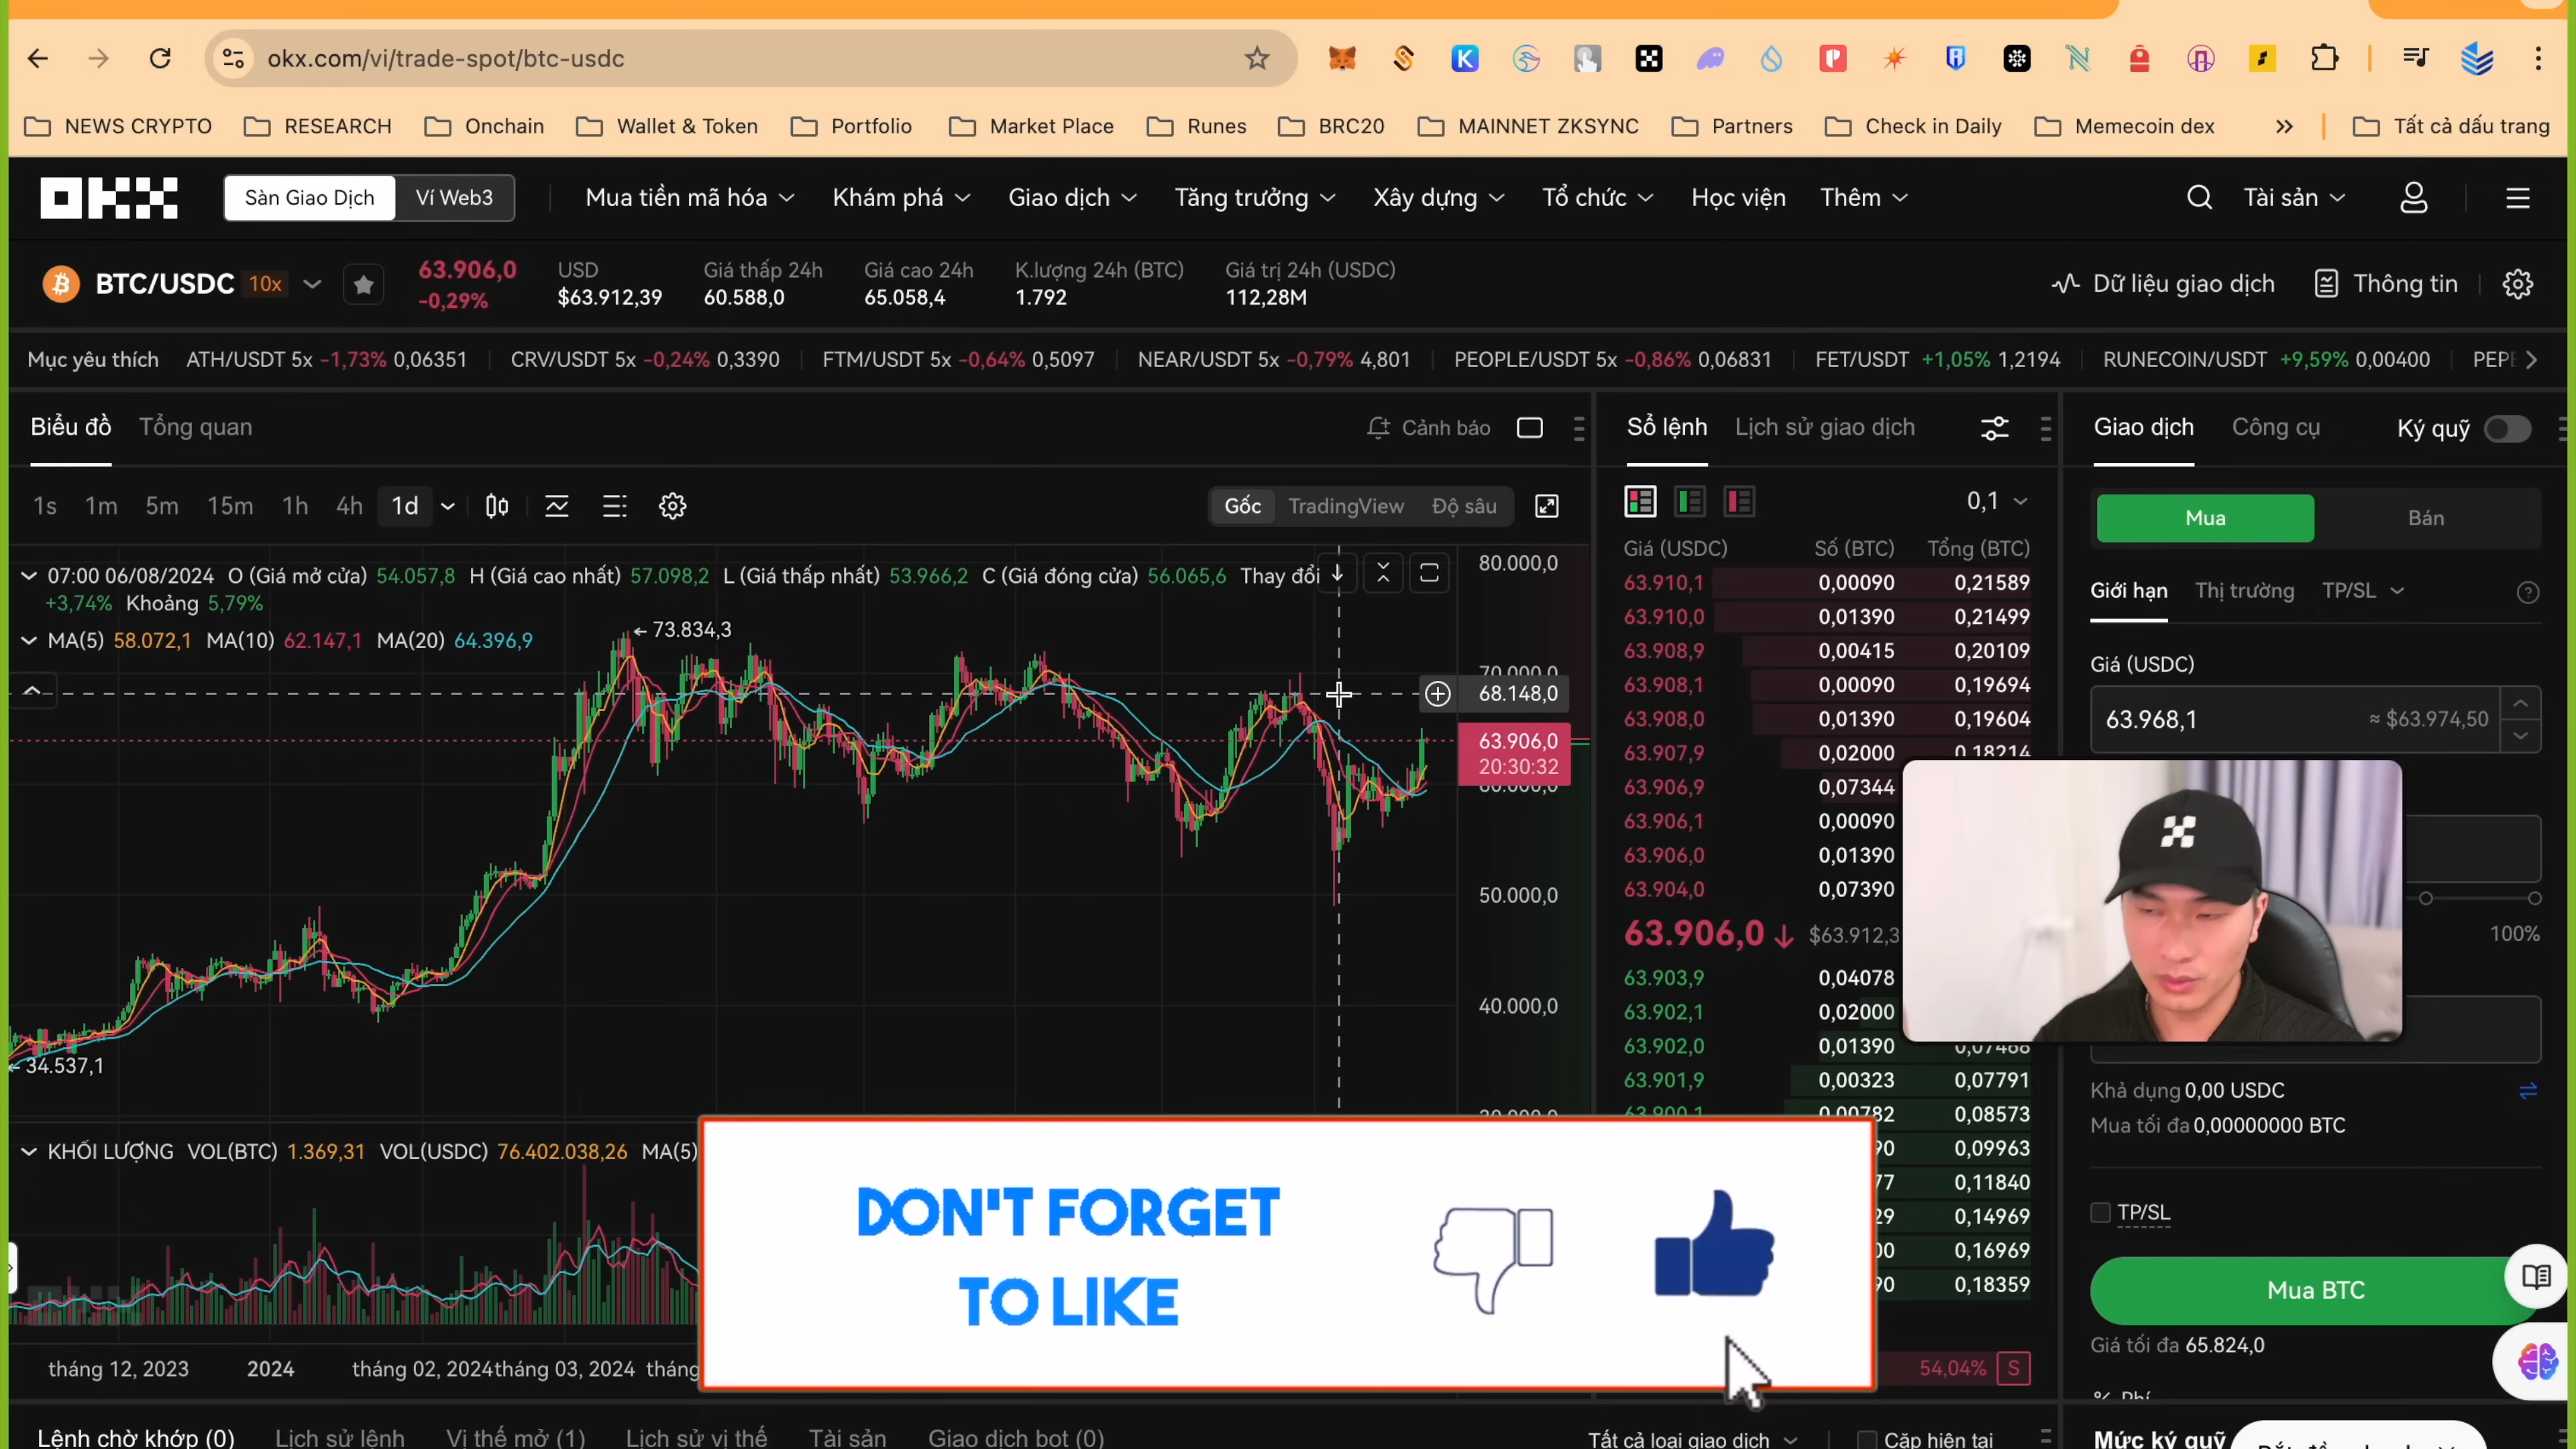 okx.com/vi/trade-spot/btc-usdc
NEWS CRYPTO RESEARCH Onchain Wallet & Token Portfolio Market Place Runes BRC20 MAINNET ZKSYNC Partners Check in Daily Memecoin dex Tất cả dấu trang
OKX Sàn Giao Dịch Ví Web3 Mua tiền mã hóa Khám phá Giao dịch Tăng trưởng Xây dựng Tổ chức Học viện Thêm Tài sản
BTC/USDC 10x
63.906,0
-0,29%
USD
$63.912,39
Giá thấp 24h
60.588,0
Giá cao 24h
65.058,4
K.lượng 24h (BTC)
1.792
Giá trị 24h (USDC)
112,28M
Dữ liệu giao dịch Thông tin
Mục yêu thích ATH/USDT 5x -1,73% 0,06351 CRV/USDT 5x -0,24% 0,3390 FTM/USDT 5x -0,64% 0,5097 NEAR/USDT 5x -0,79% 4,801 PEOPLE/USDT 5x -0,86% 0,06831 FET/USDT +1,05% 1,2194 RUNECOIN/USDT +9,59% 0,00400
Biểu đồ Tổng quan Cảnh báo
1s 1m 5m 15m 1h 4h 1d Gốc TradingView Độ sâu
07:00 06/08/2024 O (Giá mở cửa) 54.057,8 H (Giá cao nhất) 57.098,2 L (Giá thấp nhất) 53.966,2 C (Giá đóng cửa) 56.065,6 Thay đổi
+3,74% Khoảng 5,79%
MA(5) 58.072,1 MA(10) 62.147,1 MA(20) 64.396,9
73.834,3
34.537,1
80.000,0
70.000,0
68.148,0
63.906,0
20:30:32
50.000,0
40.000,0
KHỐI LƯỢNG VOL(BTC) 1.369,31 VOL(USDC) 76.402.038,26 MA(5)
tháng 12, 2023 2024 tháng 02, 2024 tháng 03, 2024
Sổ lệnh Lịch sử giao dịch
0,1
Giá (USDC) Số (BTC) Tổng (BTC)
63.910,1 0,00090 0,21589
63.910,0 0,01390 0,21499
63.908,9 0,00415 0,20109
63.908,1 0,00090 0,19694
63.908,0 0,01390 0,19604
63.907,9 0,02000 0,18214
63.906,9 0,07344
63.906,1 0,00090
63.906,0 0,01390
63.904,0 0,07390
63.906,0
63.903,9 0,04078
63.902,1 0,02000
63.902,0 0,01390
63.901,9 0,00323 0,07791
63.900,1 0,00782 0,08573
0,09963
0,11840
0,14969
0,16969
0,18359
54,04% S
Giao dịch Công cụ Ký quỹ
Mua Bán
Giới hạn Thị trường TP/SL
Giá (USDC)
63.968,1 ≈ $63.974,50
100%
Khả dụng 0,00 USDC
Mua tối đa 0,00000000 BTC
TP/SL
Mua BTC
Giá tối đa 65.824,0
DON'T FORGET
TO LIKE
Lệnh chờ khớp (0) Lịch sử lệnh Vị thế mở (1) Lịch sử vị thế Tài sản Giao dịch bot (0) Tất cả loại giao dịch Cặp hiện tại
Mức ký quỹ